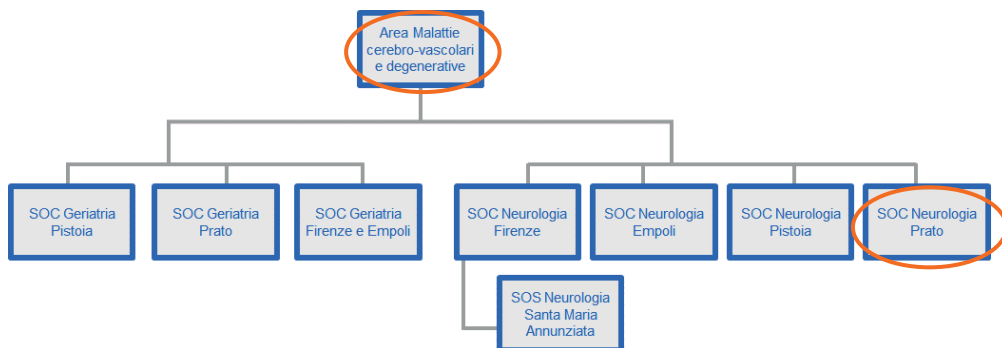 Area Malattie
cerebro-vascolari
e degenerative
SOC Geriatria
Pistoia
SOC Geriatria
Prato
SOC Geriatria
Firenze e Empoli
SOC Neurologia
Firenze
SOC Neurologia
Empoli
SOC Neurologia
Pistoia
SOC Neurologia
Prato
SOS Neurologia
Santa Maria
Annunziata